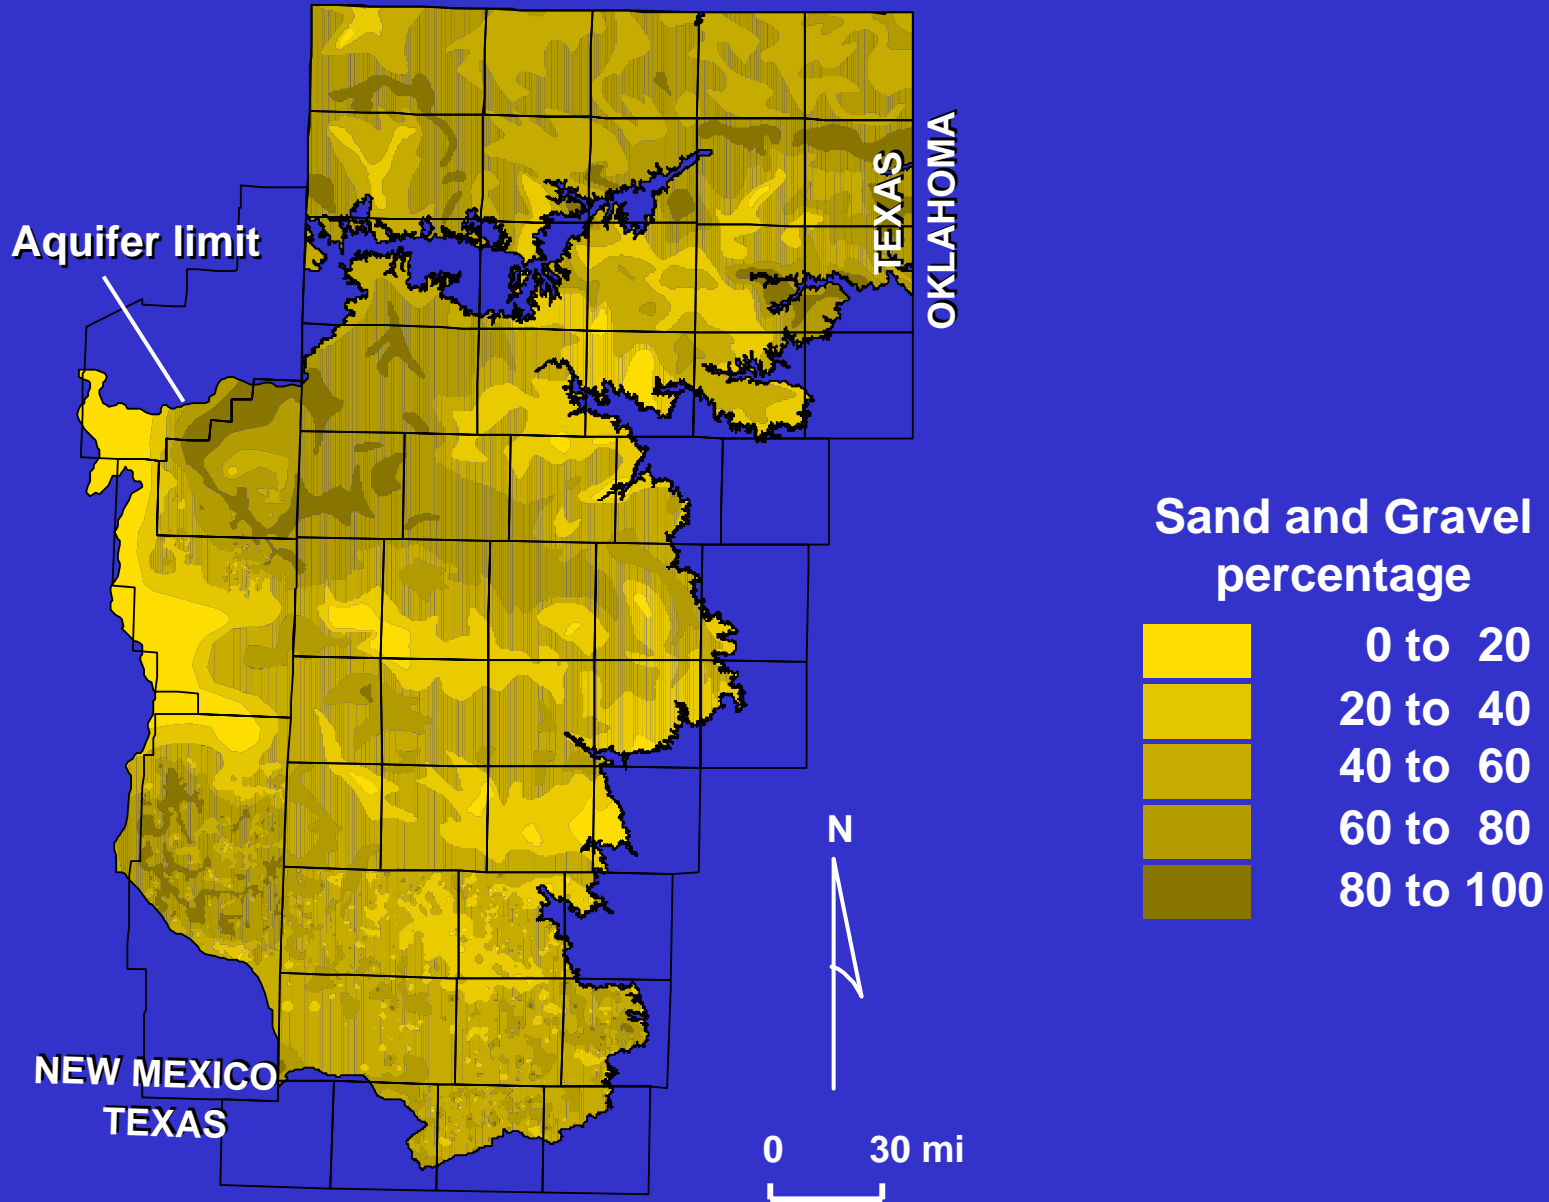 TEXAS
OKLAHOMA
Aquifer limit
Sand and Gravel
percentage
0 to 20
20 to 40
40 to 60
60 to 80
80 to 100
N
NEW MEXICO
TEXAS
0 30 mi